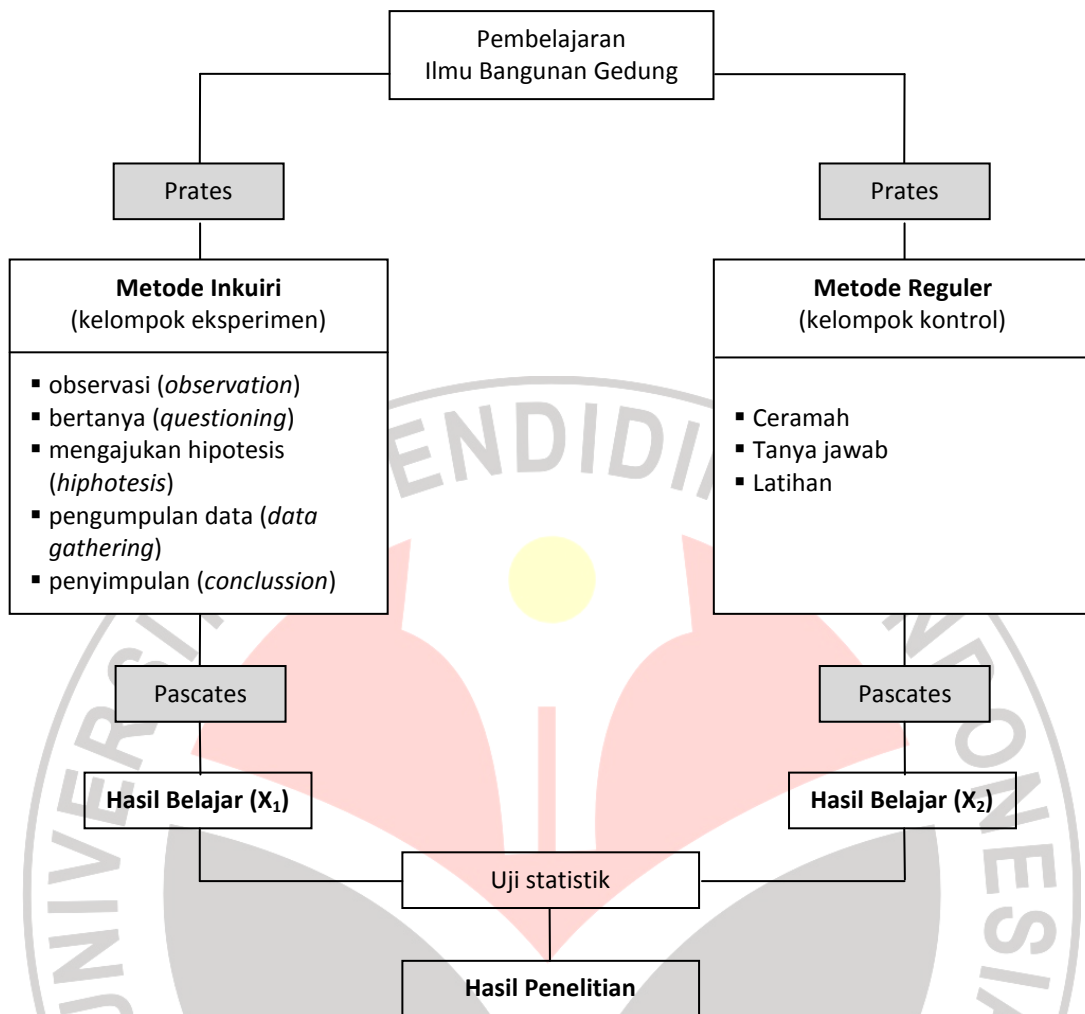 Pembelajaran
Ilmu Bangunan Gedung
Prates
Prates
Metode Inkuiri
(kelompok eksperimen)
Metode Reguler
(kelompok kontrol)
▪ observasi (observation)
▪ bertanya (questioning)
▪ mengajukan hipotesis
(hiphotesis)
▪ pengumpulan data (data
gathering)
▪ penyimpulan (conclussion)
▪ Ceramah
▪ Tanya jawab
▪ Latihan
Pascates
Pascates
Hasil Belajar (X₁)
Hasil Belajar (X₂)
Uji statistik
Hasil Penelitian